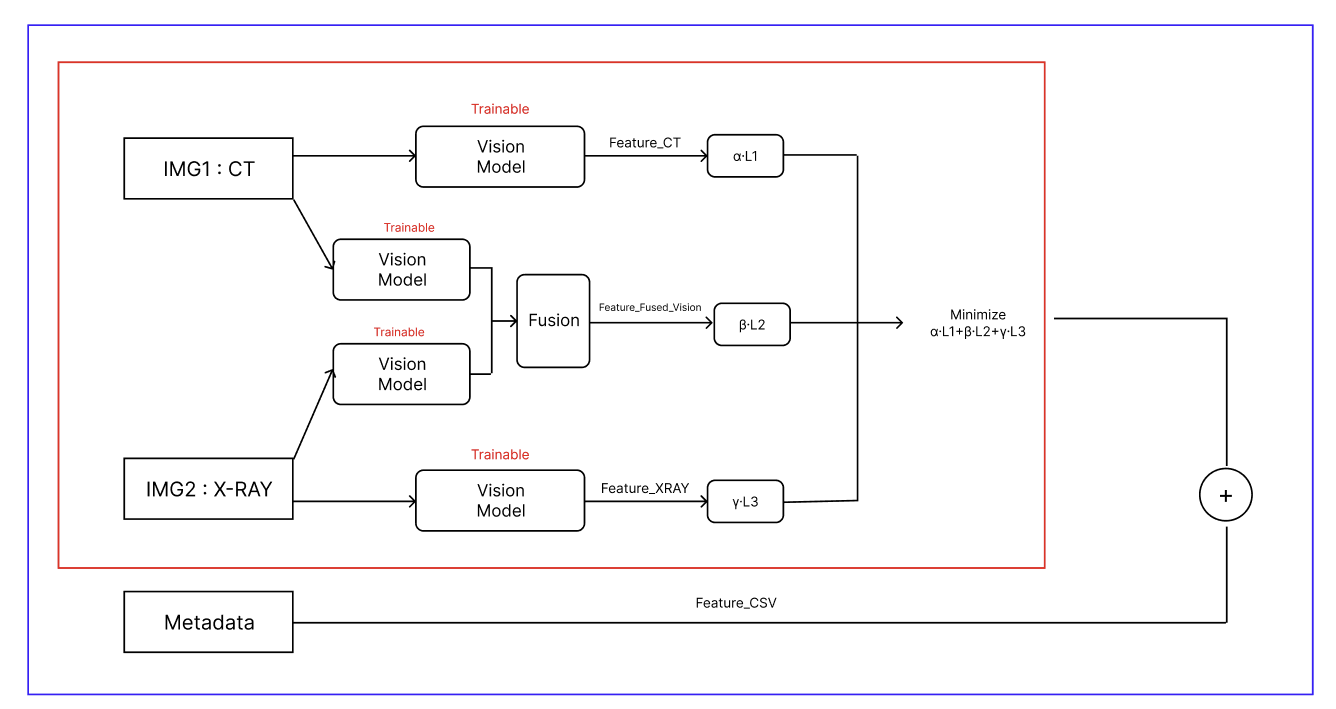 Trainable
IMG1 : CT
Vision
Model
Feature_CT
α·L1
Trainable
Vision
Model
Trainable
Vision
Model
Fusion
Feature_Fused_Vision
β·L2
Minimize
α·L1+β·L2+γ·L3
Trainable
IMG2 : X-RAY
Vision
Model
Feature_XRAY
γ·L3
+
Metadata
Feature_CSV